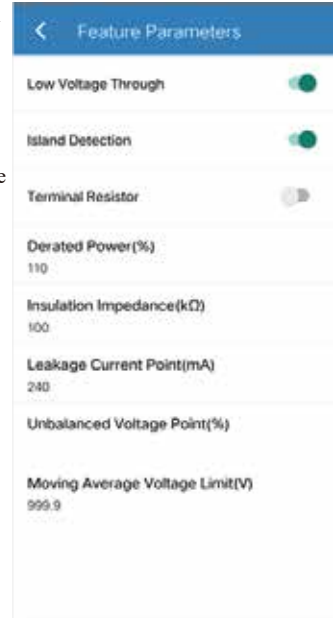 Feature Parameters
Low Voltage Through
Island Detection
e
Terminal Resistor
Derated Power(%)
110
Insulation Impedance(kΩ)
100
Leakage Current Point(mA)
240
Unbalanced Voltage Point(%)
Moving Average Voltage Limit(V)
999.9